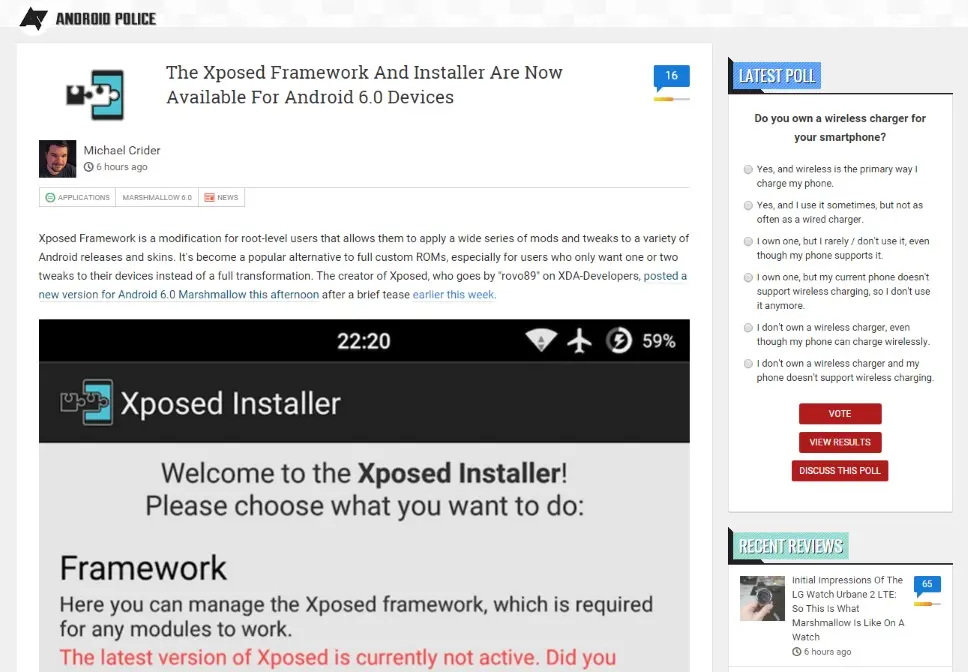 ANDROID POLICE
The Xposed Framework And Installer Are Now
Available For Android 6.0 Devices
16
Michael Crider
6 hours ago
APPLICATIONS MARSHMALLOW 6.0 NEWS
Xposed Framework is a modification for root-level users that allows them to apply a wide series of mods and tweaks to a variety of
Android releases and skins. It's become a popular alternative to full custom ROMs, especially for users who only want one or two
tweaks to their devices instead of a full transformation. The creator of Xposed, who goes by "rovo89" on XDA-Developers, posted a
new version for Android 6.0 Marshmallow this afternoon after a brief tease earlier this week.
22:20 59%
Xposed Installer
Welcome to the Xposed Installer!
Please choose what you want to do:
Framework
Here you can manage the Xposed framework, which is required
for any modules to work.
The latest version of Xposed is currently not active. Did you
LATEST POLL
Do you own a wireless charger for
your smartphone?
Yes, and wireless is the primary way I
charge my phone.
Yes, and I use it sometimes, but not as
often as a wired charger.
I own one, but I rarely / don't use it, even
though my phone supports it.
I own one, but my current phone doesn't
support wireless charging, so I don't use
it anymore.
I don't own a wireless charger, even
though my phone can charge wirelessly.
I don't own a wireless charger and my
phone doesn't support wireless charging.
VOTE
VIEW RESULTS
DISCUSS THIS POLL
RECENT REVIEWS
Initial Impressions Of The
LG Watch Urbane 2 LTE:
So This Is What
Marshmallow Is Like On A
Watch
65
6 hours ago